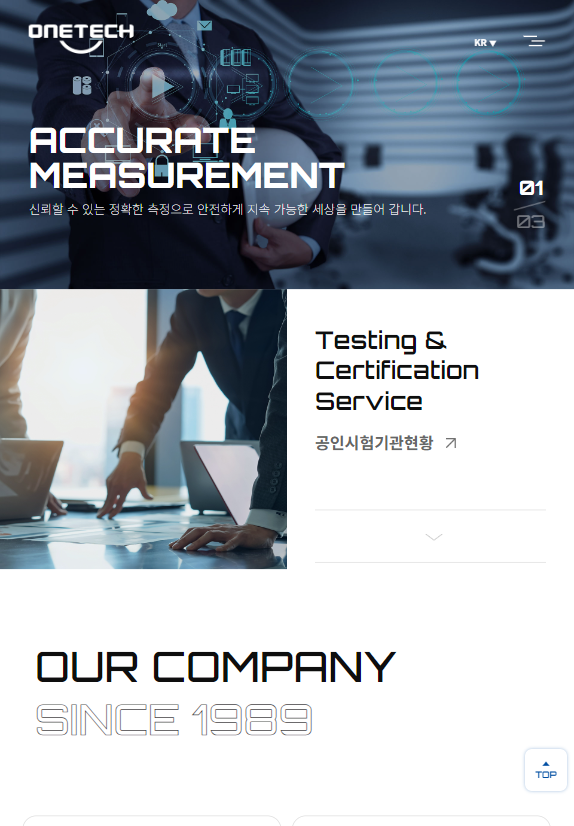 ONETECH
KR ▼
ACCURATE
MEASUREMENT
신뢰할 수 있는 정확한 측정으로 안전하게 지속 가능한 세상을 만들어 갑니다.
01
03
Testing &
Certification
Service
공인시험기관현황
OUR COMPANY
SINCE 1989
TOP